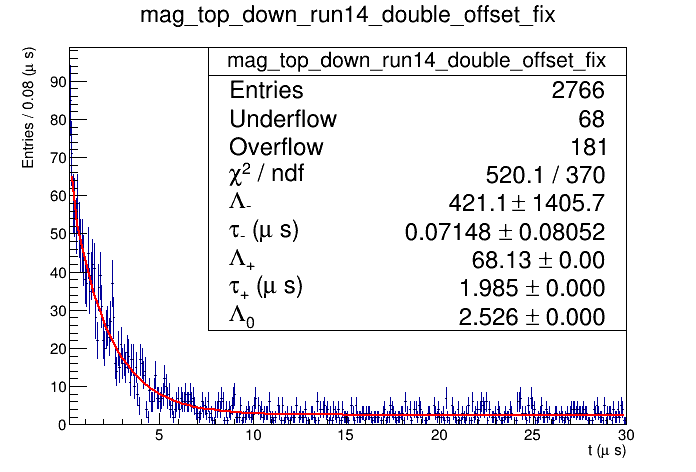 mag_top_down_run14_double_offset_fix
Entries / 0.08 (μ s)
mag_top_down_run14_double_offset_fix
Entries 2766
Underflow 68
Overflow 181
χ² / ndf 520.1 / 370
Λ₋ 421.1 ± 1405.7
τ₋ (μ s) 0.07148 ± 0.08052
Λ₊ 68.13 ± 0.00
τ₊ (μ s) 1.985 ± 0.000
Λ₀ 2.526 ± 0.000
90
80
70
60
50
40
30
20
10
0
5 10 15 20 25 30
t (μ s)